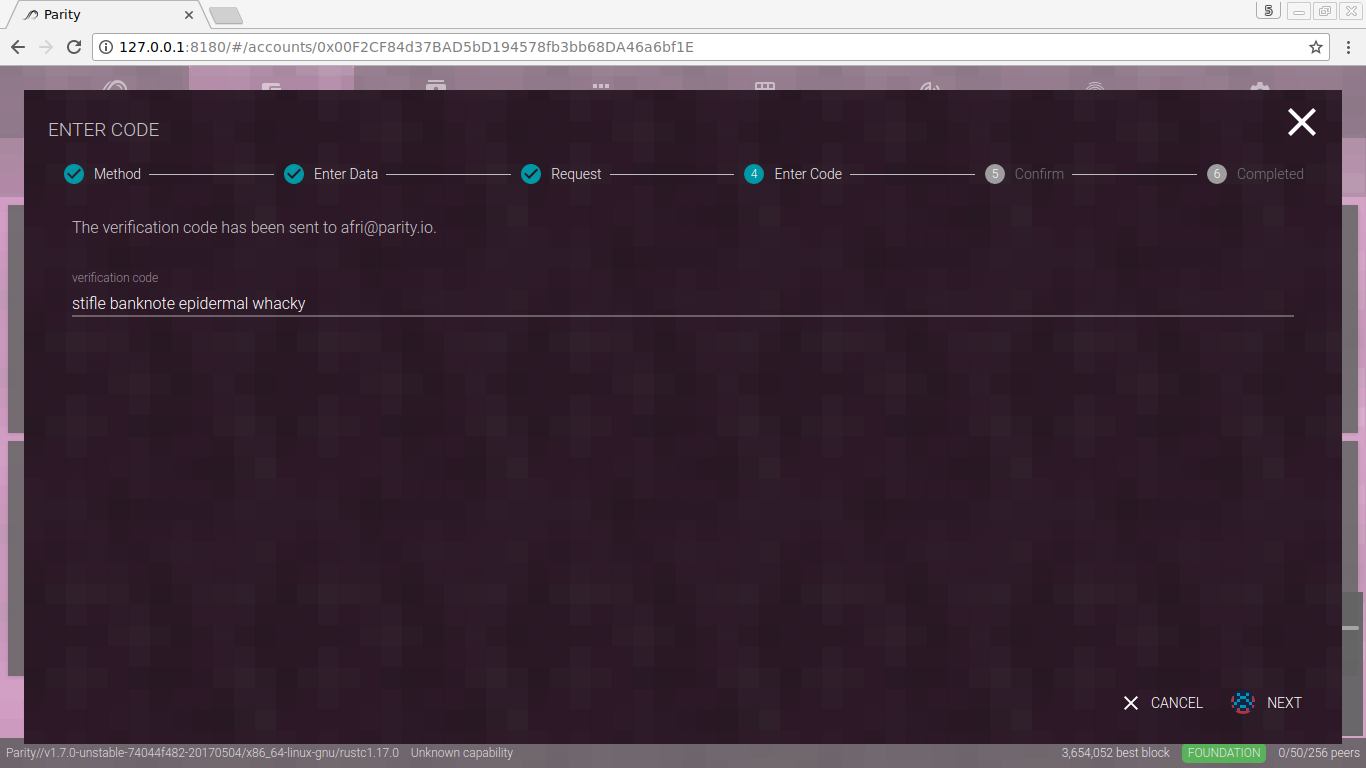 Parity
5
127.0.0.1:8180/#/accounts/0x00F2CF84d37BAD5bD194578fb3bb68DA46a6bf1E
ENTER CODE
Method
Enter Data
Request
4 Enter Code
5 Confirm
6 Completed
The verification code has been sent to afri@parity.io.
verification code
stifle banknote epidermal whacky
CANCEL
NEXT
Parity//v1.7.0-unstable-74044f482-20170504/x86_64-linux-gnu/rustc1.17.0 Unknown capability
3,654,052 best block FOUNDATION 0/50/256 peers